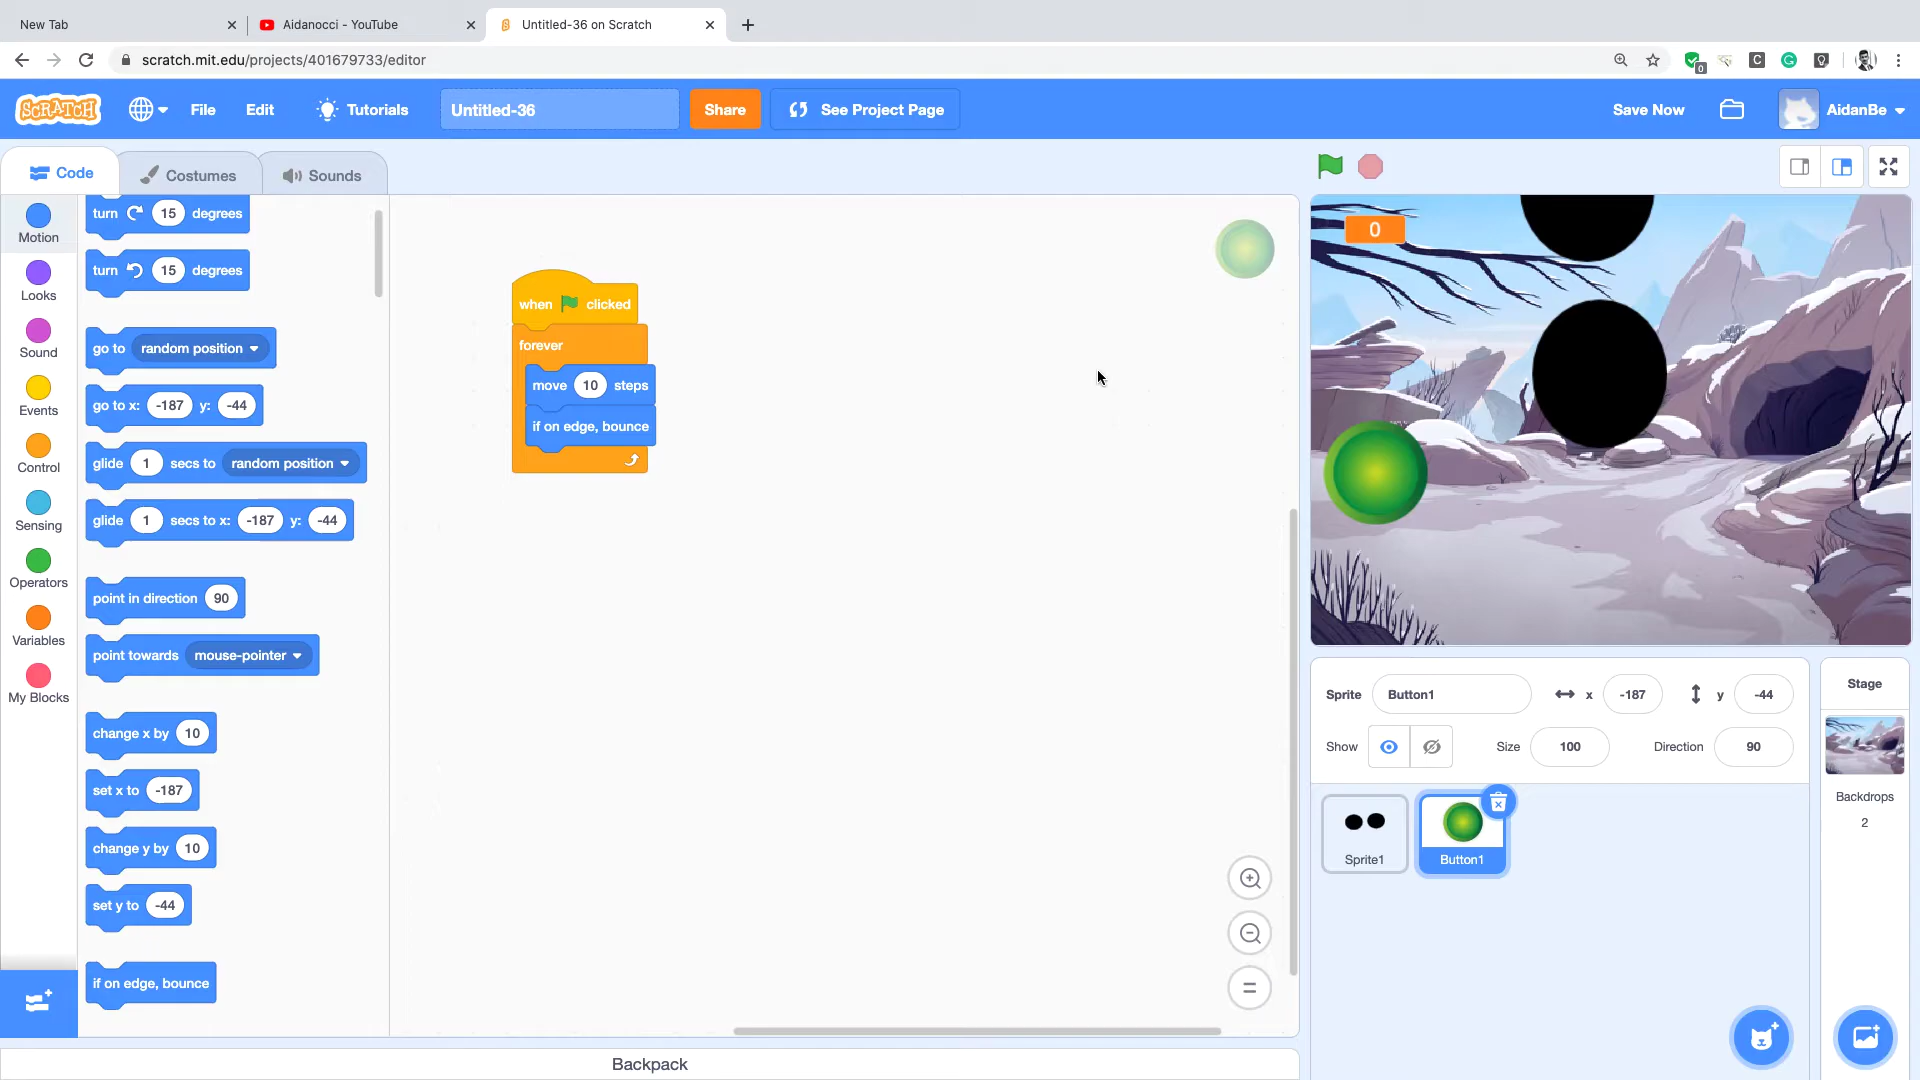 New Tab
Aidanocci - YouTube
Untitled-36 on Scratch
scratch.mit.edu/projects/401679733/editor
0
C
SCRATCH
File
Edit
Tutorials
Untitled-36
Share
See Project Page
Save Now
AidanBe
Code
Costumes
Sounds
Motion
Looks
Sound
Events
Control
Sensing
Operators
Variables
My Blocks
turn 15 degrees
turn 15 degrees
go to random position
go to x: -187 y: -44
glide 1 secs to random position
glide 1 secs to x: -187 y: -44
point in direction 90
point towards mouse-pointer
change x by 10
set x to -187
change y by 10
set y to -44
if on edge, bounce
when clicked
forever
move 10 steps
if on edge, bounce
0
Sprite Button1 x -187 y -44
Show Size 100 Direction 90
Sprite1
Button1
Stage
Backdrops
2
Backpack